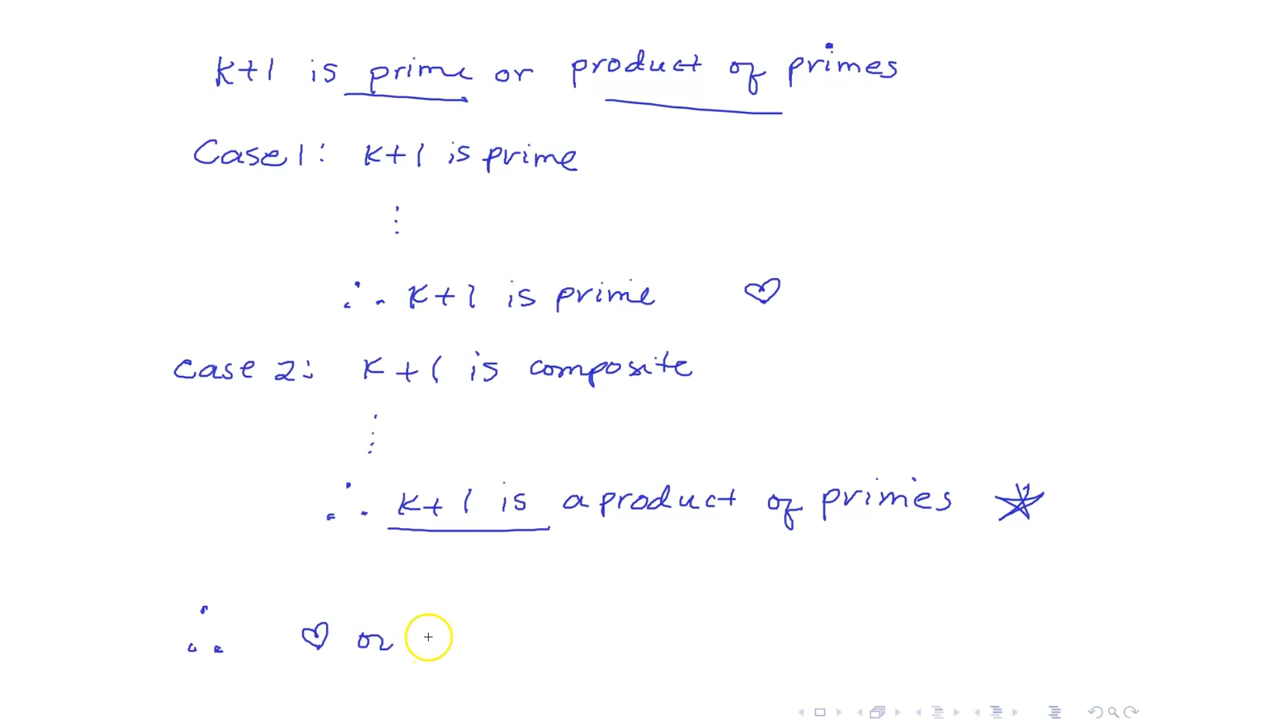 k+1 is prime or product of primes
Case 1: k+1 is prime
⋮
∴ k+1 is prime ♡
Case 2: k+1 is composite
⋮
∴ k+1 is a product of primes ☆
∴ ♡ or